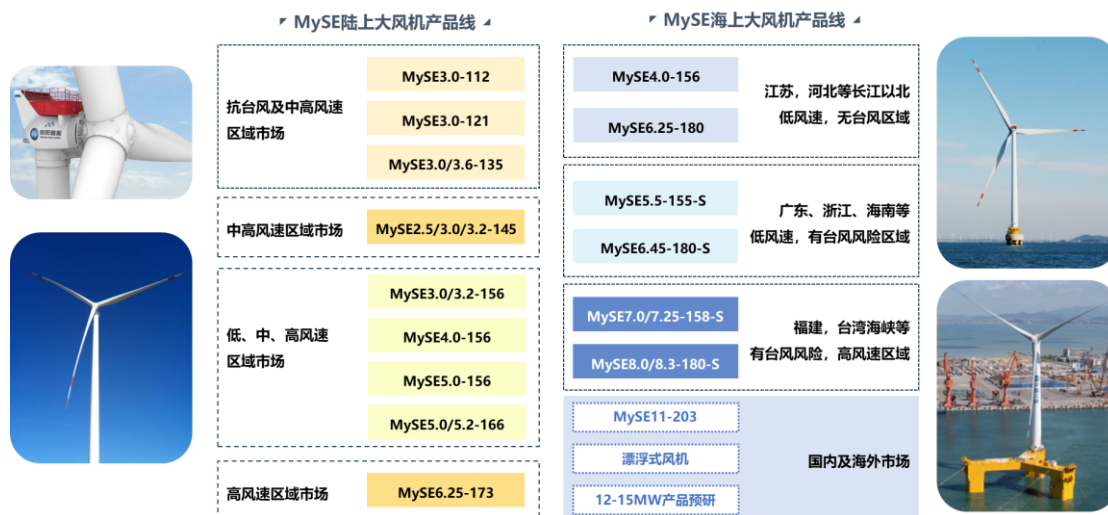 MySE陆上大风机产品线
抗台风及中高风速
区域市场
MySE3.0-112
MySE3.0-121
MySE3.0/3.6-135
中高风速区域市场
MySE2.5/3.0/3.2-145
低、中、高风速
区域市场
MySE3.0/3.2-156
MySE4.0-156
MySE5.0-156
MySE5.0/5.2-166
高风速区域市场
MySE6.25-173
MySE海上大风机产品线
MySE4.0-156
MySE6.25-180
江苏，河北等长江以北
低风速，无台风区域
MySE5.5-155-S
MySE6.45-180-S
广东、浙江、海南等
低风速，有台风风险区域
MySE7.0/7.25-158-S
MySE8.0/8.3-180-S
福建，台湾海峡等
有台风风险，高风速区域
MySE11-203
漂浮式风机
12-15MW产品预研
国内及海外市场